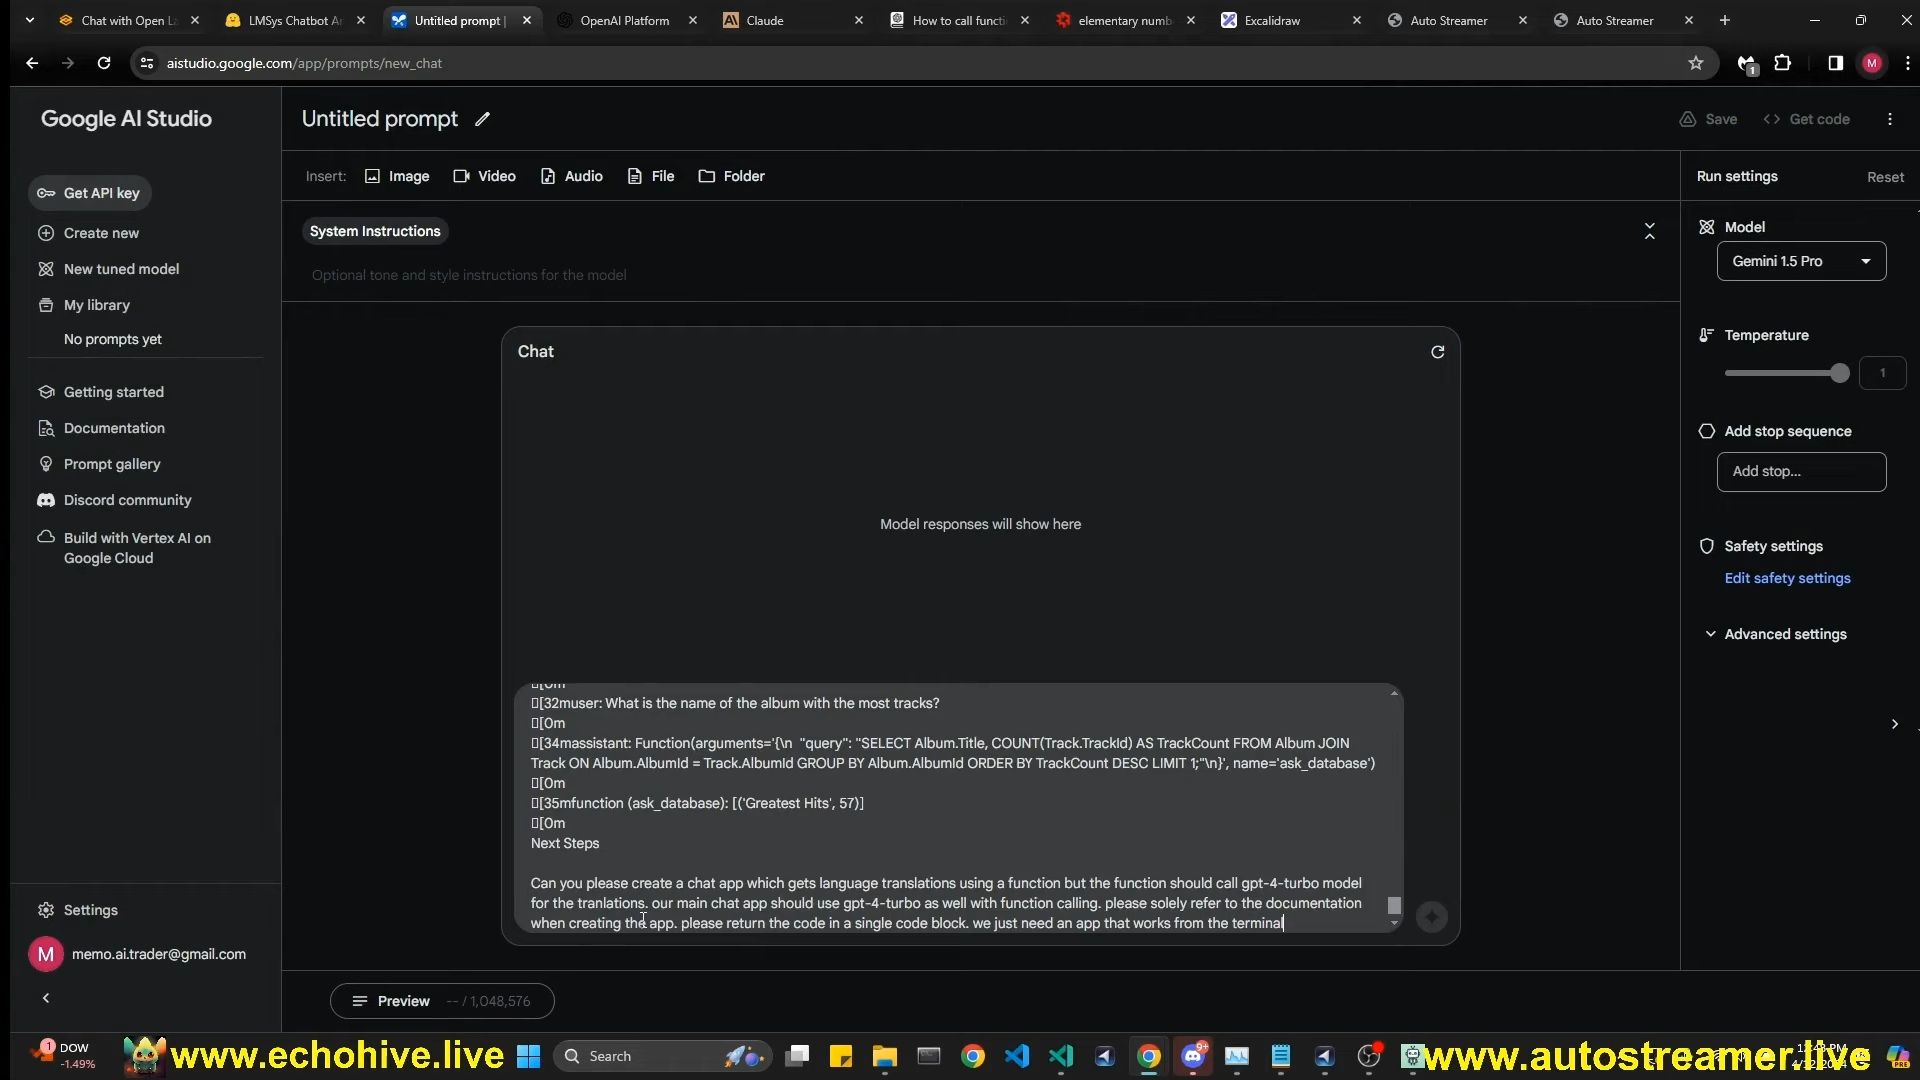 Chat with Open La
LMSys Chatbot Ar
Untitled prompt |
OpenAI Platform
Claude
How to call functi
elementary numb
Excalidraw
Auto Streamer
Auto Streamer
aistudio.google.com/app/prompts/new_chat
1
M
Google AI Studio
Untitled prompt
Save
Get code
Get API key
Create new
New tuned model
My library
No prompts yet
Getting started
Documentation
Prompt gallery
Discord community
Build with Vertex AI on
Google Cloud
Settings
M
memo.ai.trader@gmail.com
Insert:
Image
Video
Audio
File
Folder
System Instructions
Optional tone and style instructions for the model
Chat
Model responses will show here
[0m
[32muser: What is the name of the album with the most tracks?
[0m
[34massistant: Function(arguments='{\n "query": "SELECT Album.Title, COUNT(Track.TrackId) AS TrackCount FROM Album JOIN
Track ON Album.AlbumId = Track.AlbumId GROUP BY Album.AlbumId ORDER BY TrackCount DESC LIMIT 1;"\n}', name='ask_database')
[0m
[35mfunction (ask_database): [('Greatest Hits', 57)]
[0m
Next Steps
Can you please create a chat app which gets language translations using a function but the function should call gpt-4-turbo model
for the tranlations. our main chat app should use gpt-4-turbo as well with function calling. please solely refer to the documentation
when creating the app. please return the code in a single code block. we just need an app that works from the terminal
Preview
-- / 1,048,576
Run settings
Reset
Model
Gemini 1.5 Pro
Temperature
1
Add stop sequence
Add stop...
Safety settings
Edit safety settings
Advanced settings
1
DOW
-1.49%
www.echohive.live
Search
9+
www.autostreamer.live
PRE